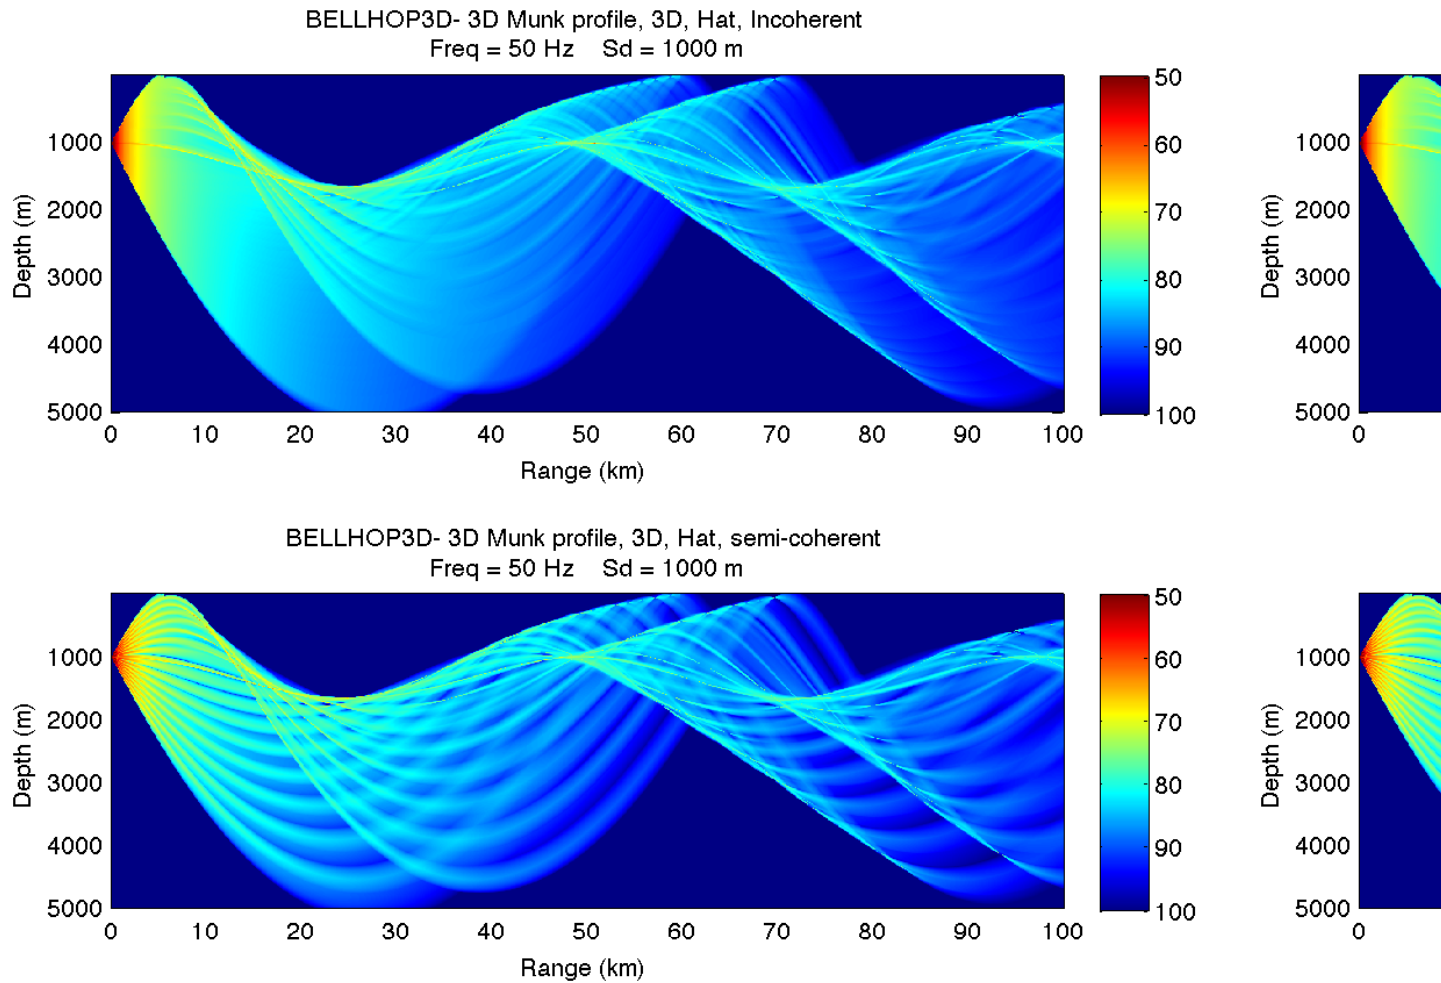 BELLHOP3D- 3D Munk profile, 3D, Hat, Incoherent
Freq = 50 Hz    Sd = 1000 m
1000
2000
3000
4000
5000
Depth (m)
0 10 20 30 40 50 60 70 80 90 100
Range (km)
50
60
70
80
90
100
1000
2000
3000
4000
5000
Depth (m)
0
BELLHOP3D- 3D Munk profile, 3D, Hat, semi-coherent
Freq = 50 Hz    Sd = 1000 m
1000
2000
3000
4000
5000
Depth (m)
0 10 20 30 40 50 60 70 80 90 100
Range (km)
50
60
70
80
90
100
1000
2000
3000
4000
5000
Depth (m)
0